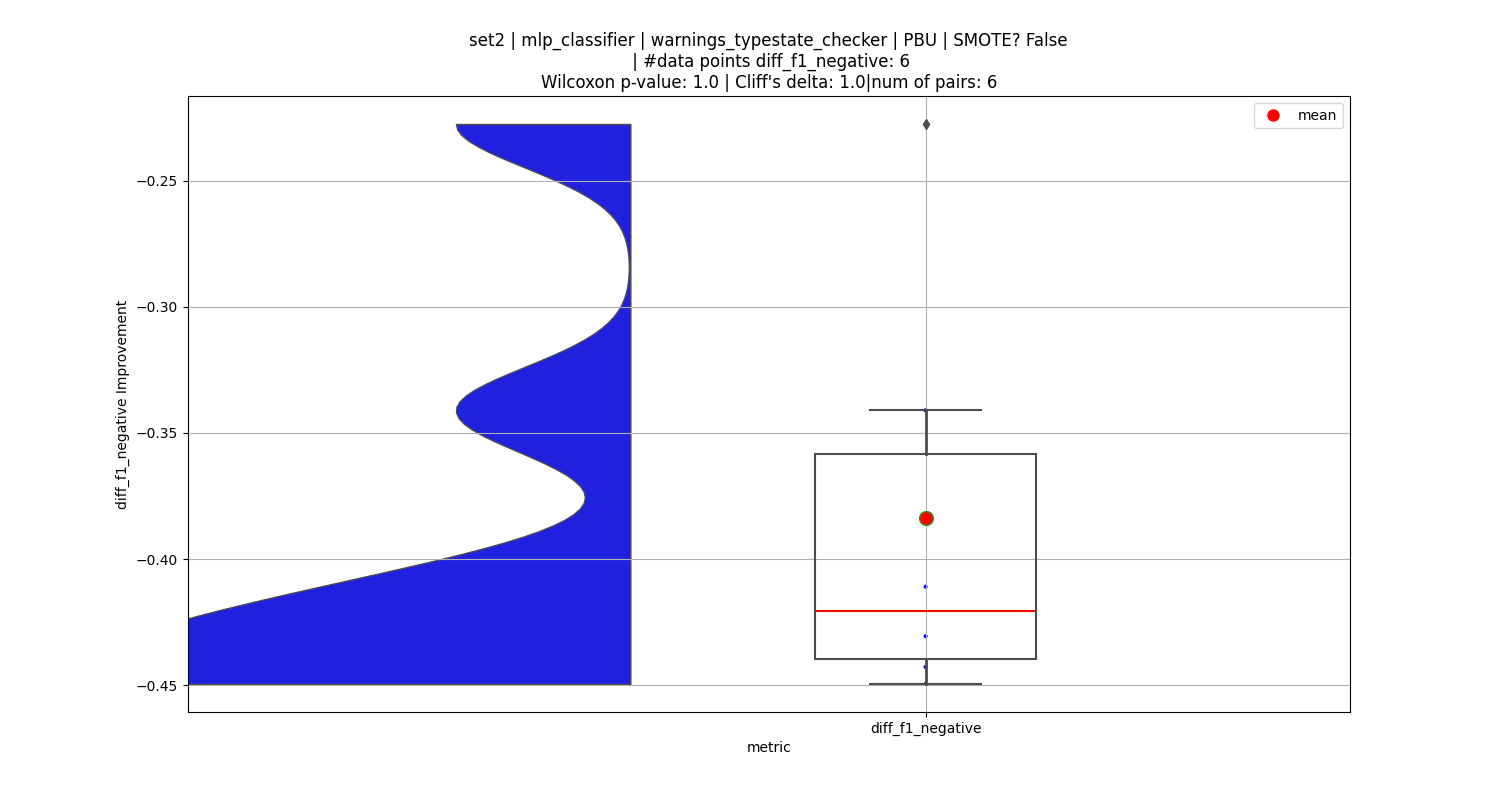 set2 | mlp_classifier | warnings_typestate_checker | PBU | SMOTE? False
| #data points diff_f1_negative: 6
Wilcoxon p-value: 1.0 | Cliff's delta: 1.0|num of pairs: 6
mean
−0.25
−0.30
−0.35
−0.40
−0.45
diff_f1_negative Improvement
diff_f1_negative
metric